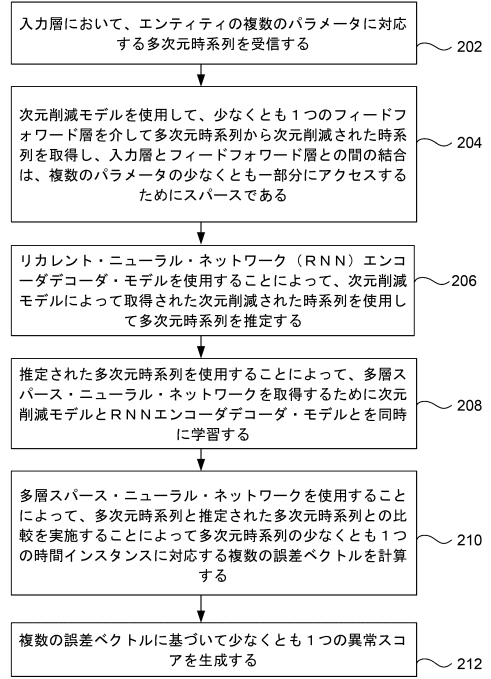 入力層において、エンティティの複数のパラメータに対応
する多次元時系列を受信する
202
次元削減モデルを使用して、少なくとも１つのフィードフ
ォワード層を介して多次元時系列から次元削減された時系
列を取得し、入力層とフィードフォワード層との間の結合
は、複数のパラメータの少なくとも一部分にアクセスする
ためにスパースである
204
リカレント・ニューラル・ネットワーク（ＲＮＮ）エンコ
ーダデコーダ・モデルを使用することによって、次元削減
モデルによって取得された次元削減された時系列を使用し
て多次元時系列を推定する
206
推定された多次元時系列を使用することによって、多層ス
パース・ニューラル・ネットワークを取得するために次元
削減モデルとＲＮＮエンコーダデコーダ・モデルとを同時
に学習する
208
多層スパース・ニューラル・ネットワークを使用すること
によって、多次元時系列と推定された多次元時系列との比
較を実施することによって多次元時系列の少なくとも１つ
の時間インスタンスに対応する複数の誤差ベクトルを計算
する
210
複数の誤差ベクトルに基づいて少なくとも１つの異常スコ
アを生成する
212